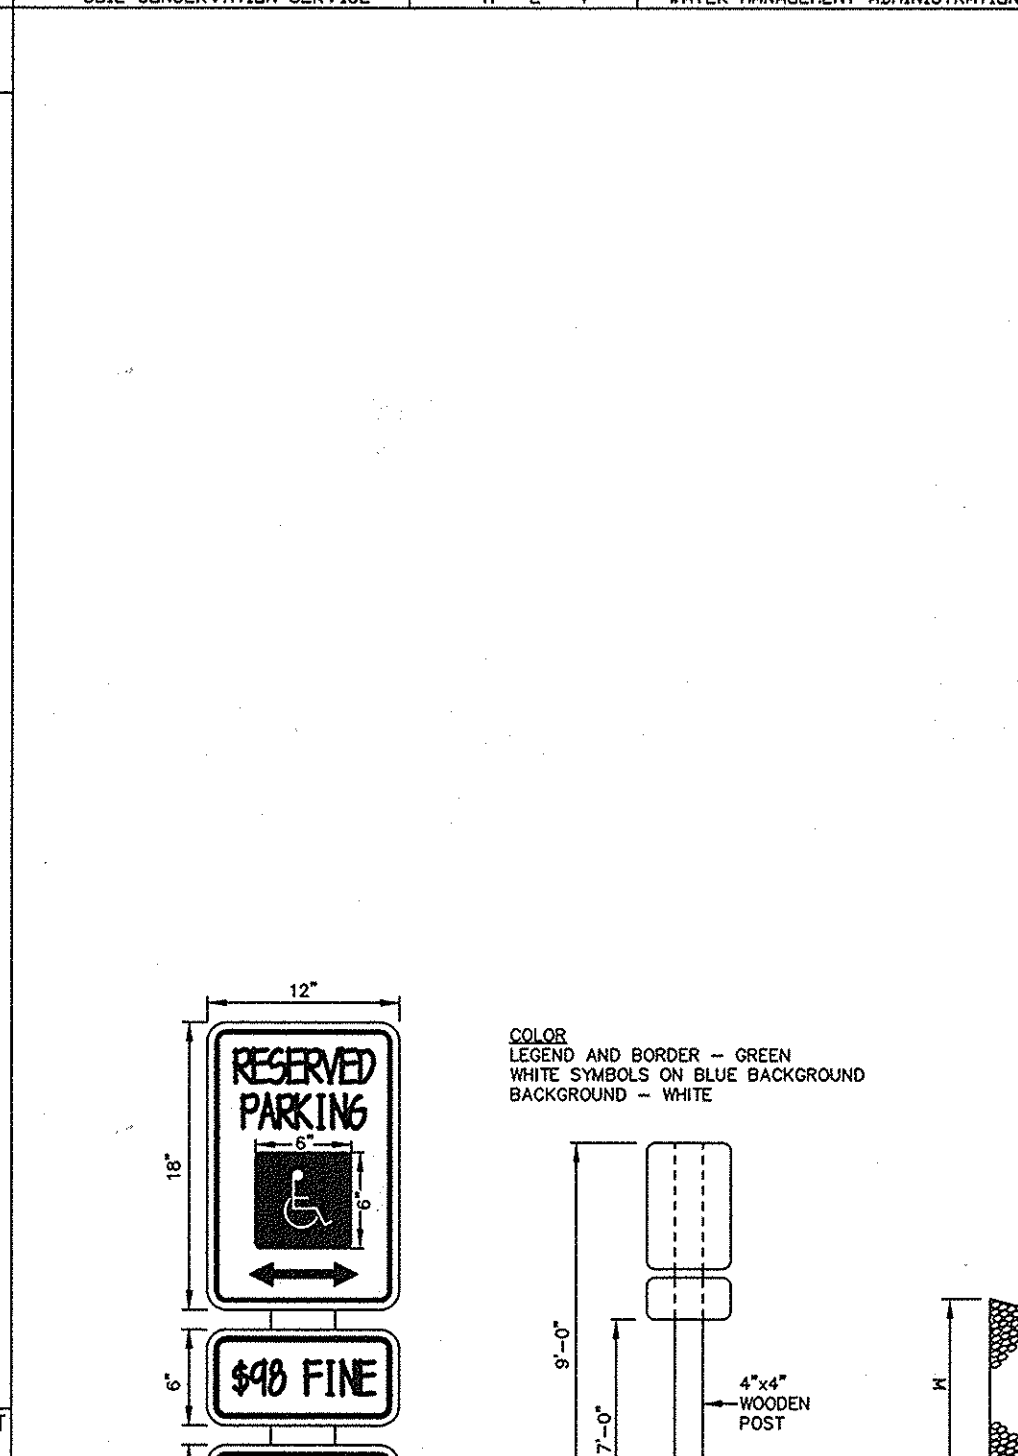 12"
RESERVED
PARKING
6"
6"
18"
$98 FINE
6"
COLOR
LEGEND AND BORDER – GREEN
WHITE SYMBOLS ON BLUE BACKGROUND
BACKGROUND – WHITE
9'-0"
7'-0"
4"x4"
WOODEN
POST